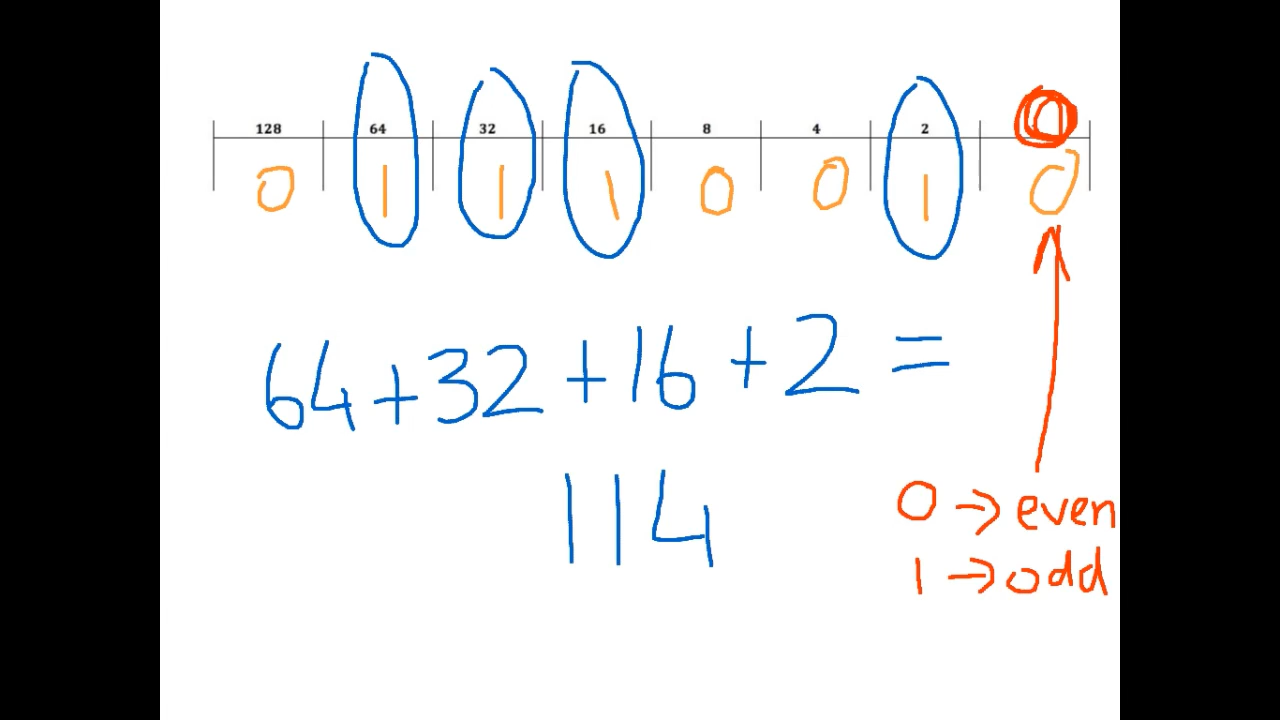 128 64 32 16 8 4 2
0 1 1 1 0 0 1 0
64+32+16+2=
114
0→even
1→odd